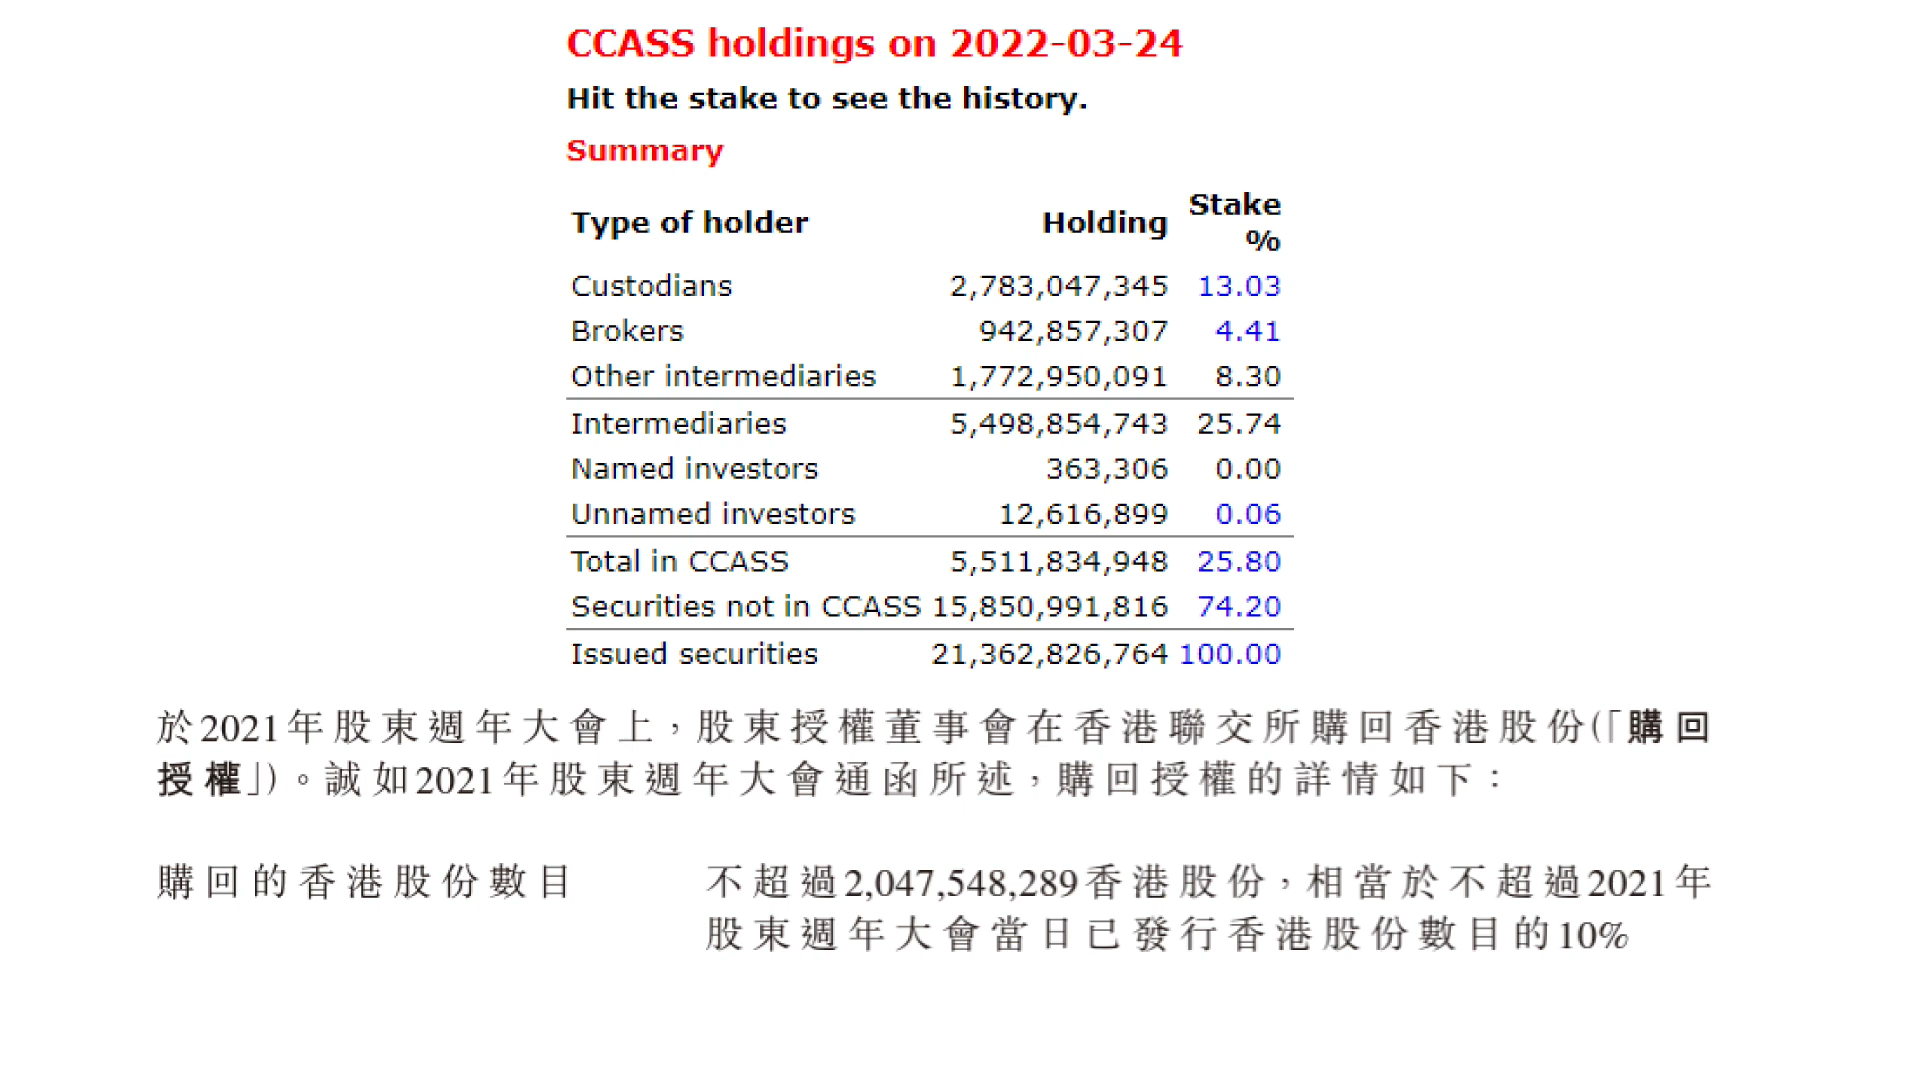 CCASS holdings on 2022-03-24
Hit the stake to see the history.
Summary
Type of holder Holding Stake %
Custodians 2,783,047,345 13.03
Brokers 942,857,307 4.41
Other intermediaries 1,772,950,091 8.30
Intermediaries 5,498,854,743 25.74
Named investors 363,306 0.00
Unnamed investors 12,616,899 0.06
Total in CCASS 5,511,834,948 25.80
Securities not in CCASS 15,850,991,816 74.20
Issued securities 21,362,826,764 100.00
於2021年股東週年大會上，股東授權董事會在香港聯交所購回香港股份(「購回
授權」)。誠如2021年股東週年大會通函所述，購回授權的詳情如下：
購回的香港股份數目 不超過2,047,548,289香港股份，相當於不超過2021年
股東週年大會當日已發行香港股份數目的10%